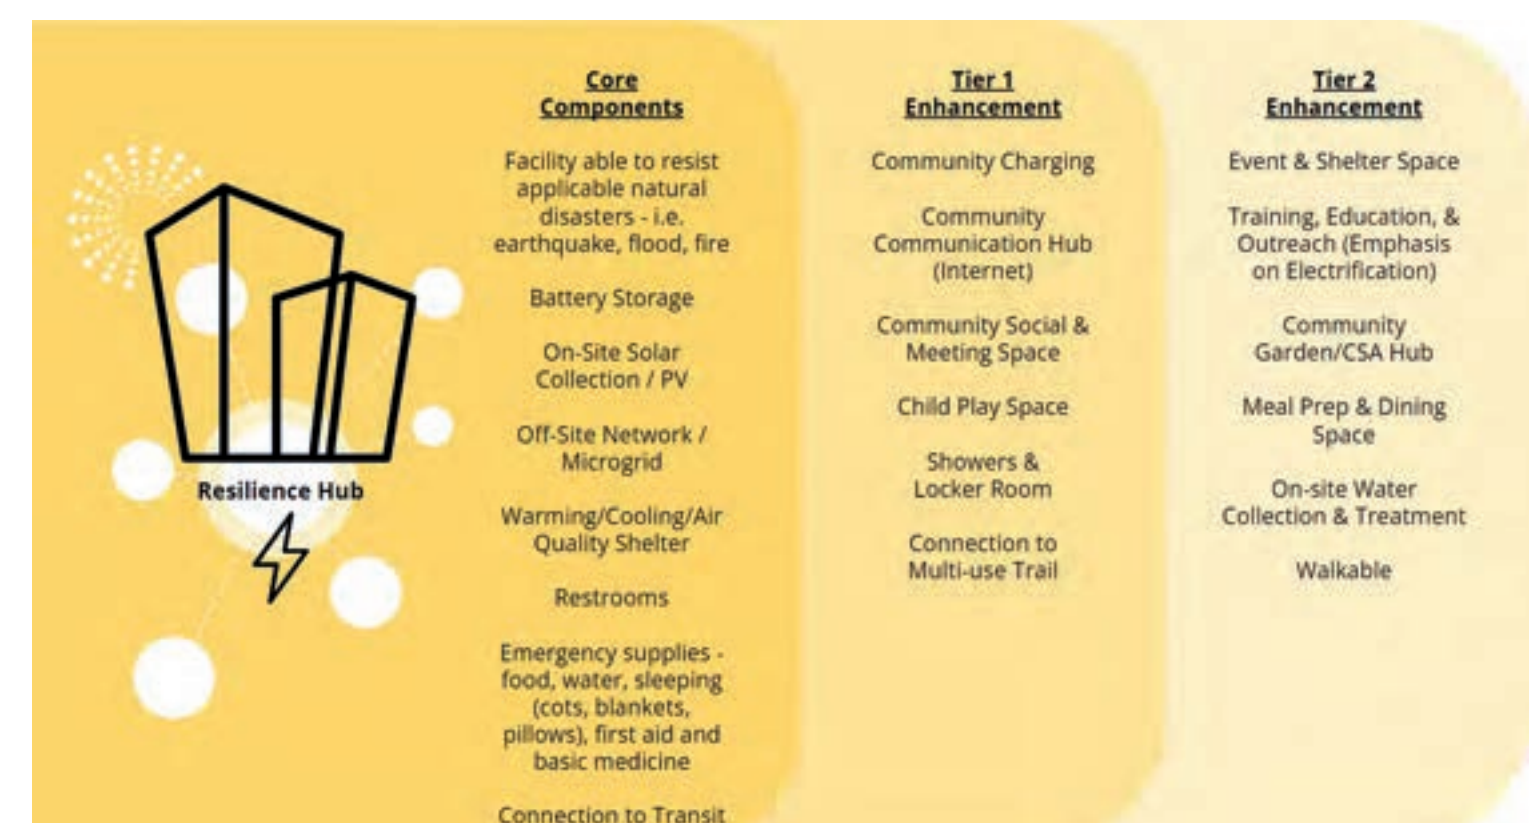 Resilience Hub
Core
Components
Facility able to resist
applicable natural
disasters - i.e.
earthquake, flood, fire
Battery Storage
On-Site Solar
Collection / PV
Off-Site Network /
Microgrid
Warming/Cooling/Air
Quality Shelter
Restrooms
Emergency supplies -
food, water, sleeping
(cots, blankets,
pillows), first aid and
basic medicine
Connection to Transit
Tier 1
Enhancement
Community Charging
Community
Communication Hub
(Internet)
Community Social &
Meeting Space
Child Play Space
Showers &
Locker Room
Connection to
Multi-use Trail
Tier 2
Enhancement
Event & Shelter Space
Training, Education, &
Outreach (Emphasis
on Electrification)
Community
Garden/CSA Hub
Meal Prep & Dining
Space
On-site Water
Collection & Treatment
Walkable